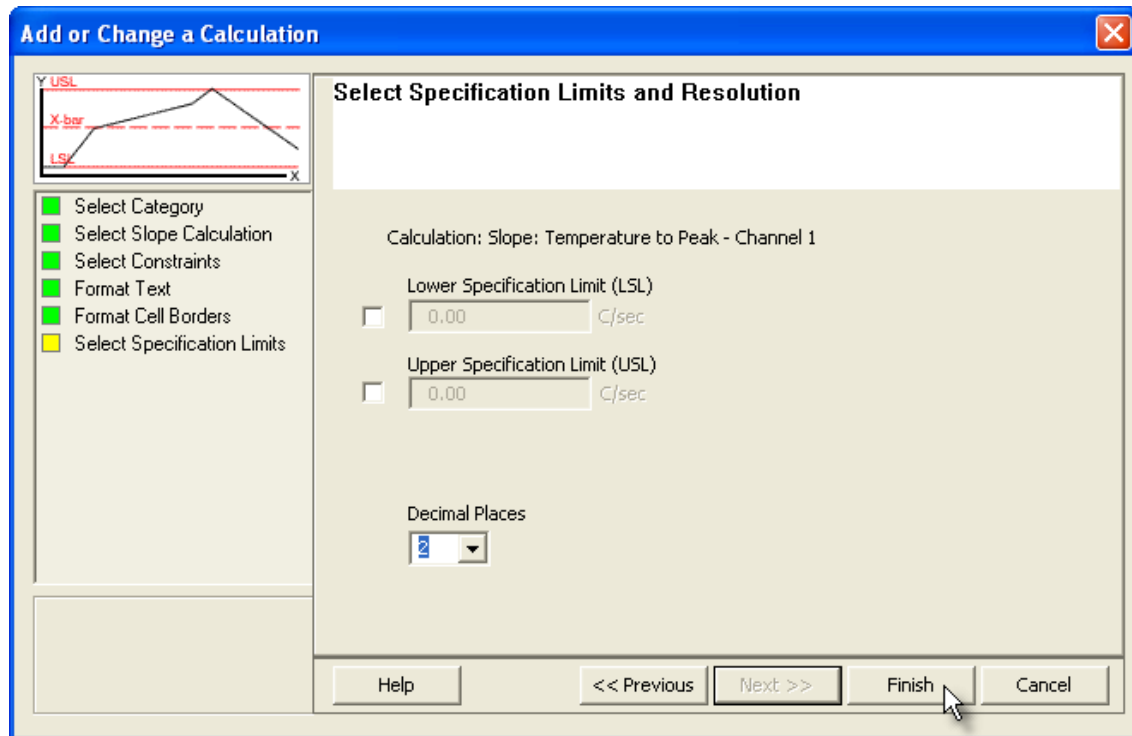 Add or Change a Calculation
Y USL
X-bar
LSL
X
Select Category
Select Slope Calculation
Select Constraints
Format Text
Format Cell Borders
Select Specification Limits
Select Specification Limits and Resolution
Calculation: Slope: Temperature to Peak - Channel 1
Lower Specification Limit (LSL)
0.00 C/sec
Upper Specification Limit (USL)
0.00 C/sec
Decimal Places
2
Help << Previous Next >> Finish Cancel